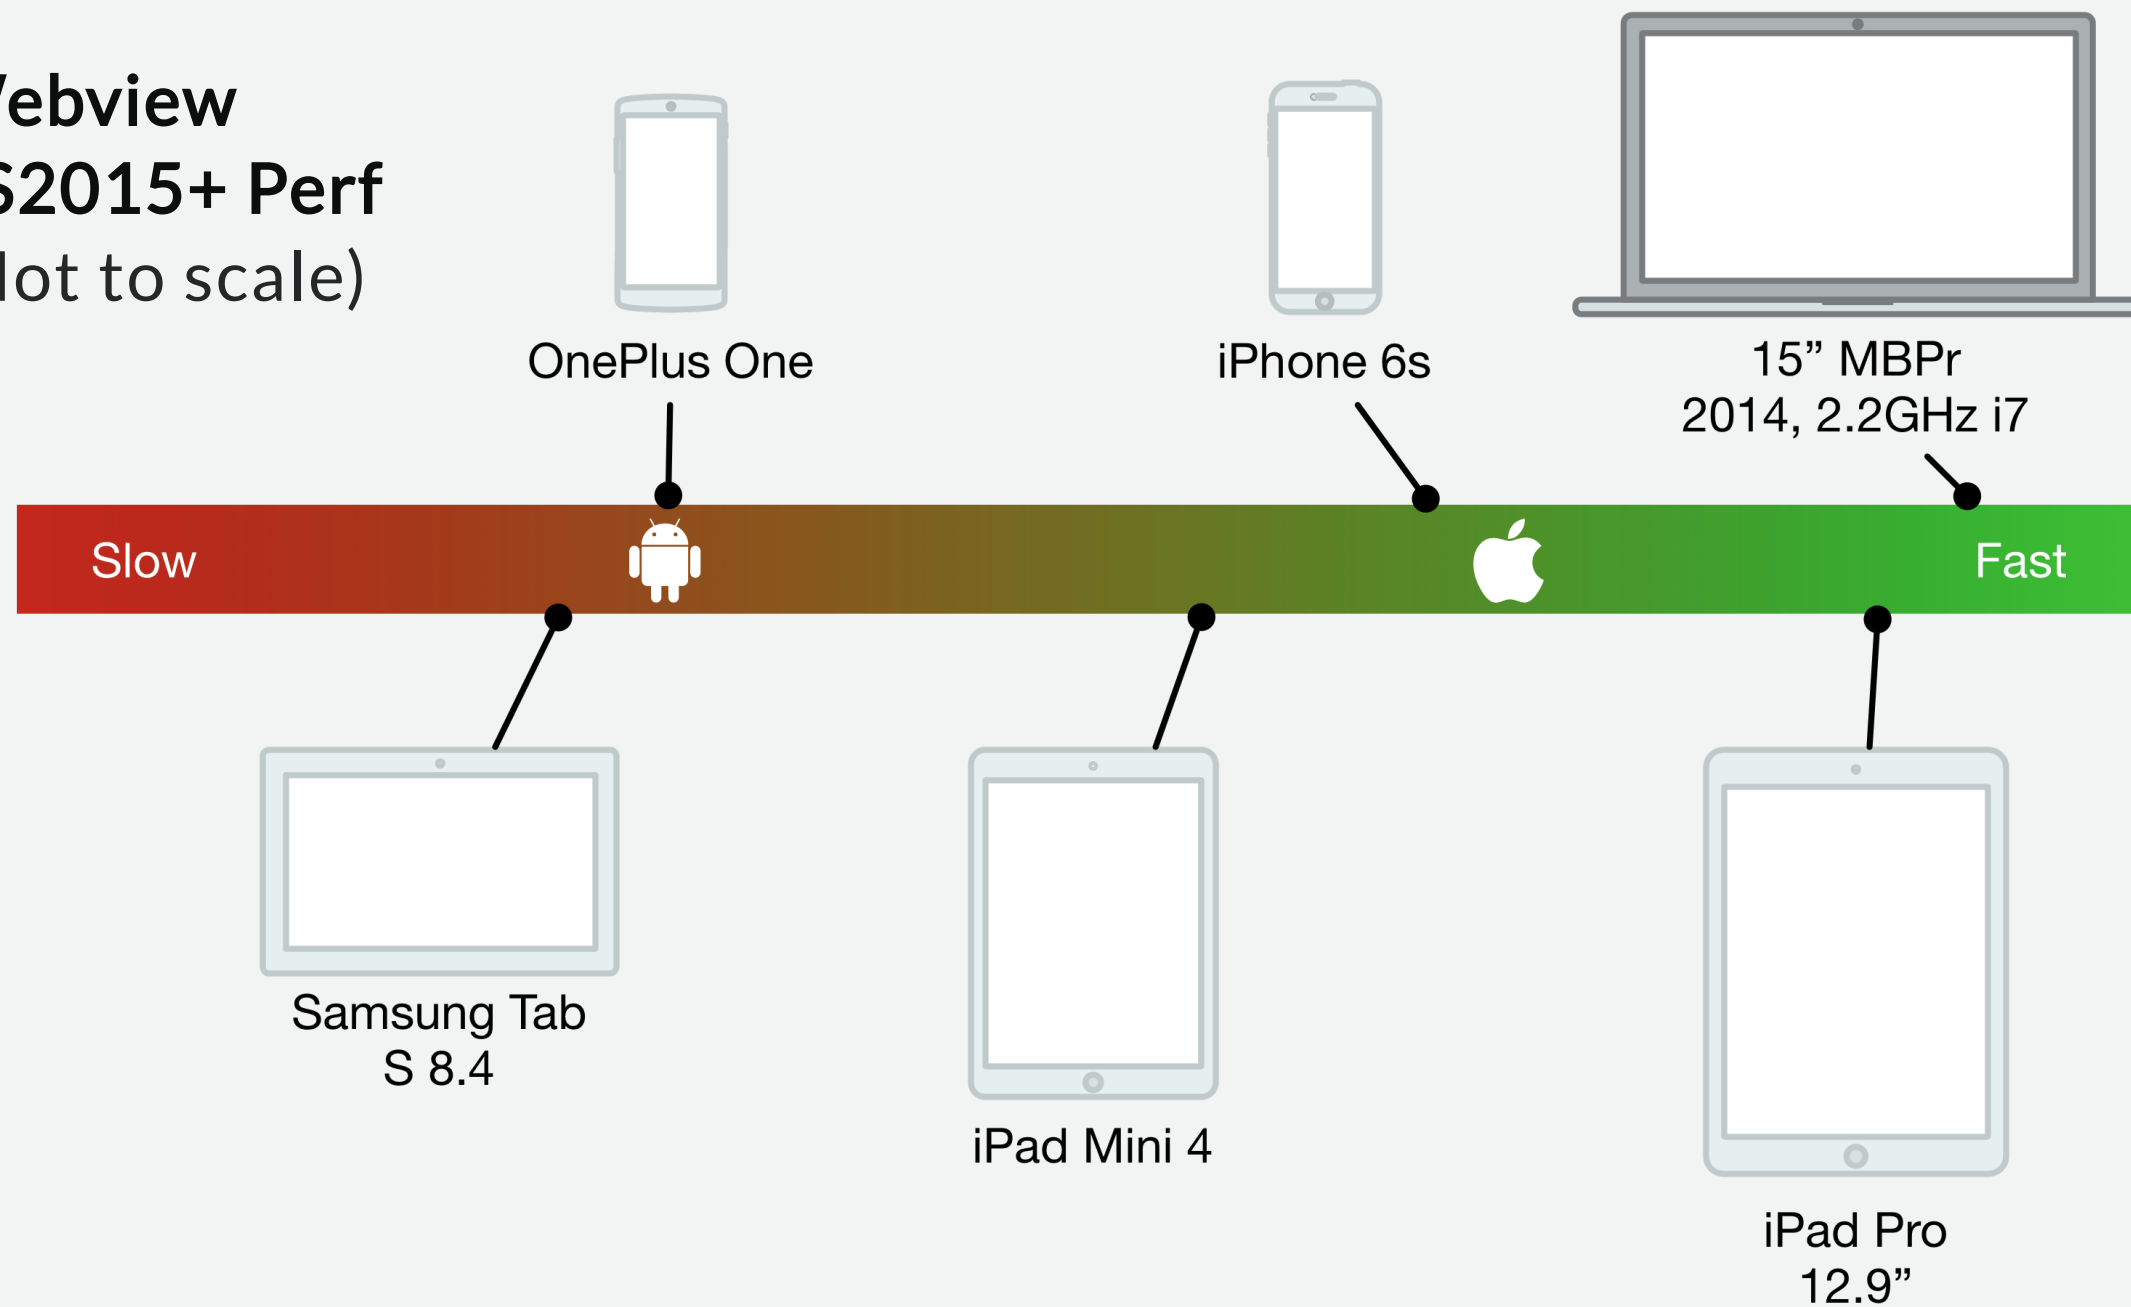 ebview
S2015+ Perf
lot to scale)
OnePlus One
iPhone 6s
15” MBPr
2014, 2.2GHz i7
Slow
Fast
Samsung Tab
S 8.4
iPad Mini 4
iPad Pro
12.9”